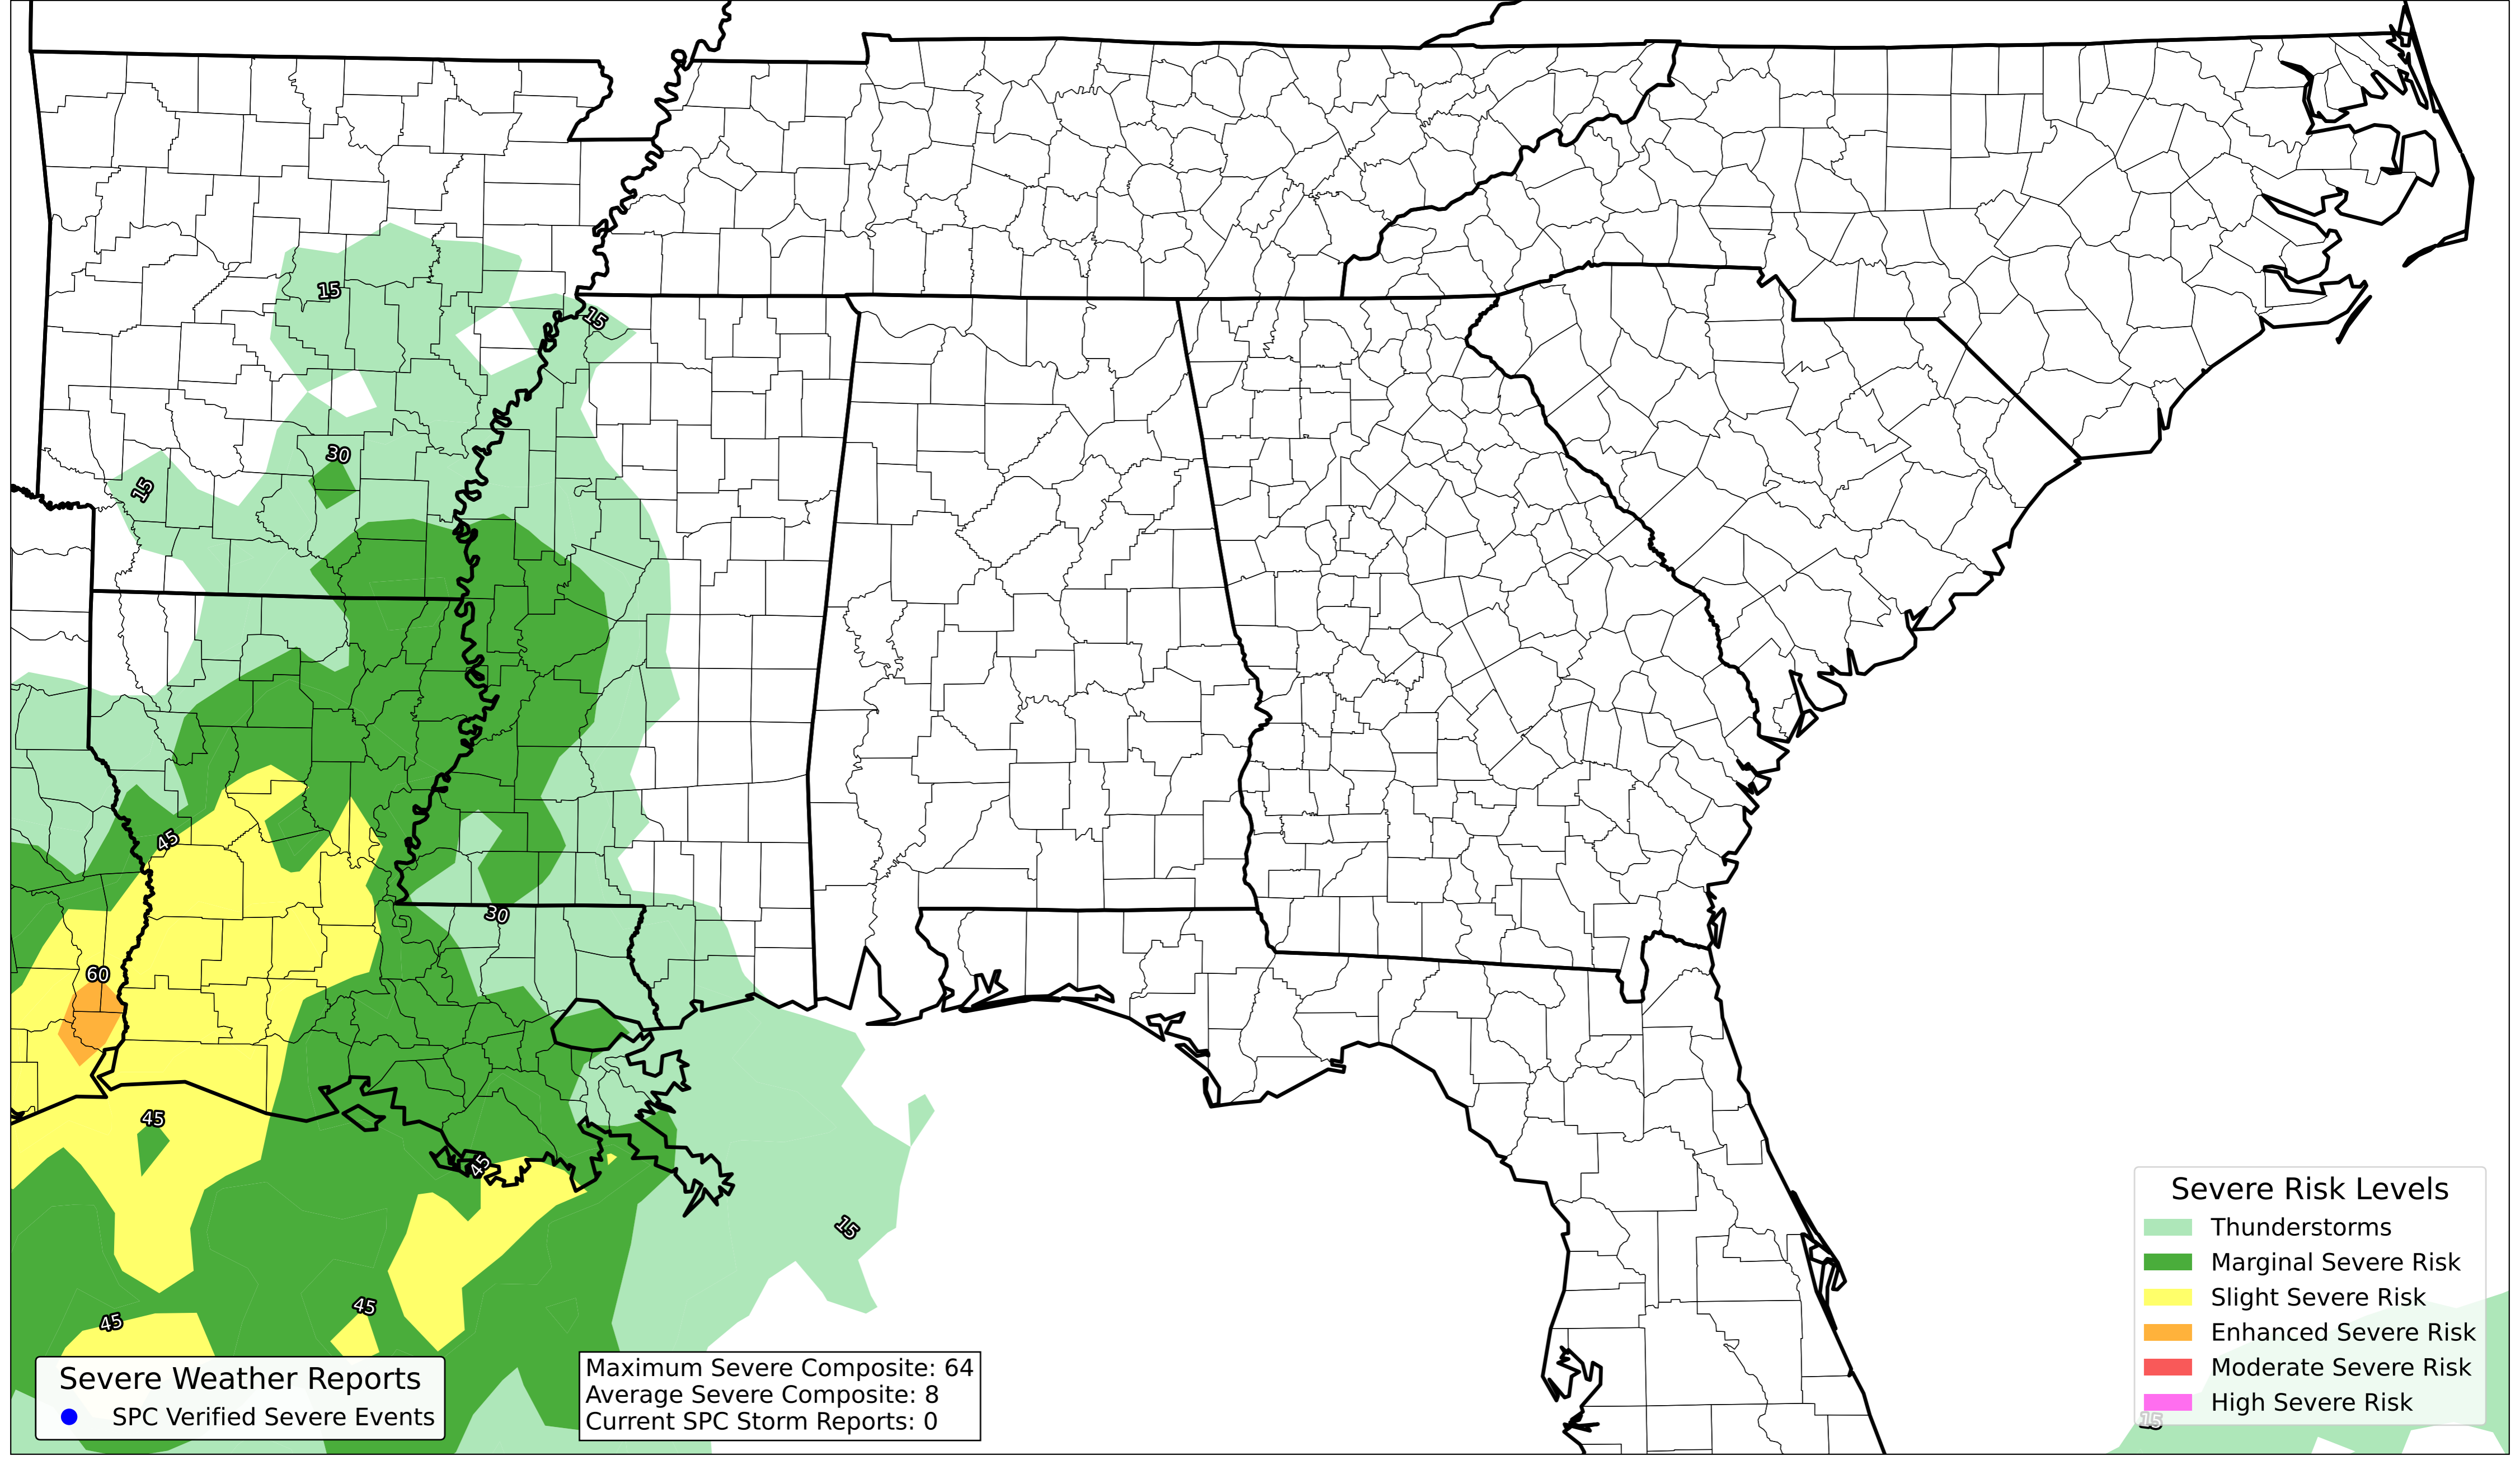 15
15
30
15
45
30
60
45
45
15
45
45
Severe Risk Levels
Thunderstorms
Marginal Severe Risk
Slight Severe Risk
Enhanced Severe Risk
Moderate Severe Risk
High Severe Risk
15
Severe Weather Reports
SPC Verified Severe Events
Maximum Severe Composite: 64
Average Severe Composite: 8
Current SPC Storm Reports: 0